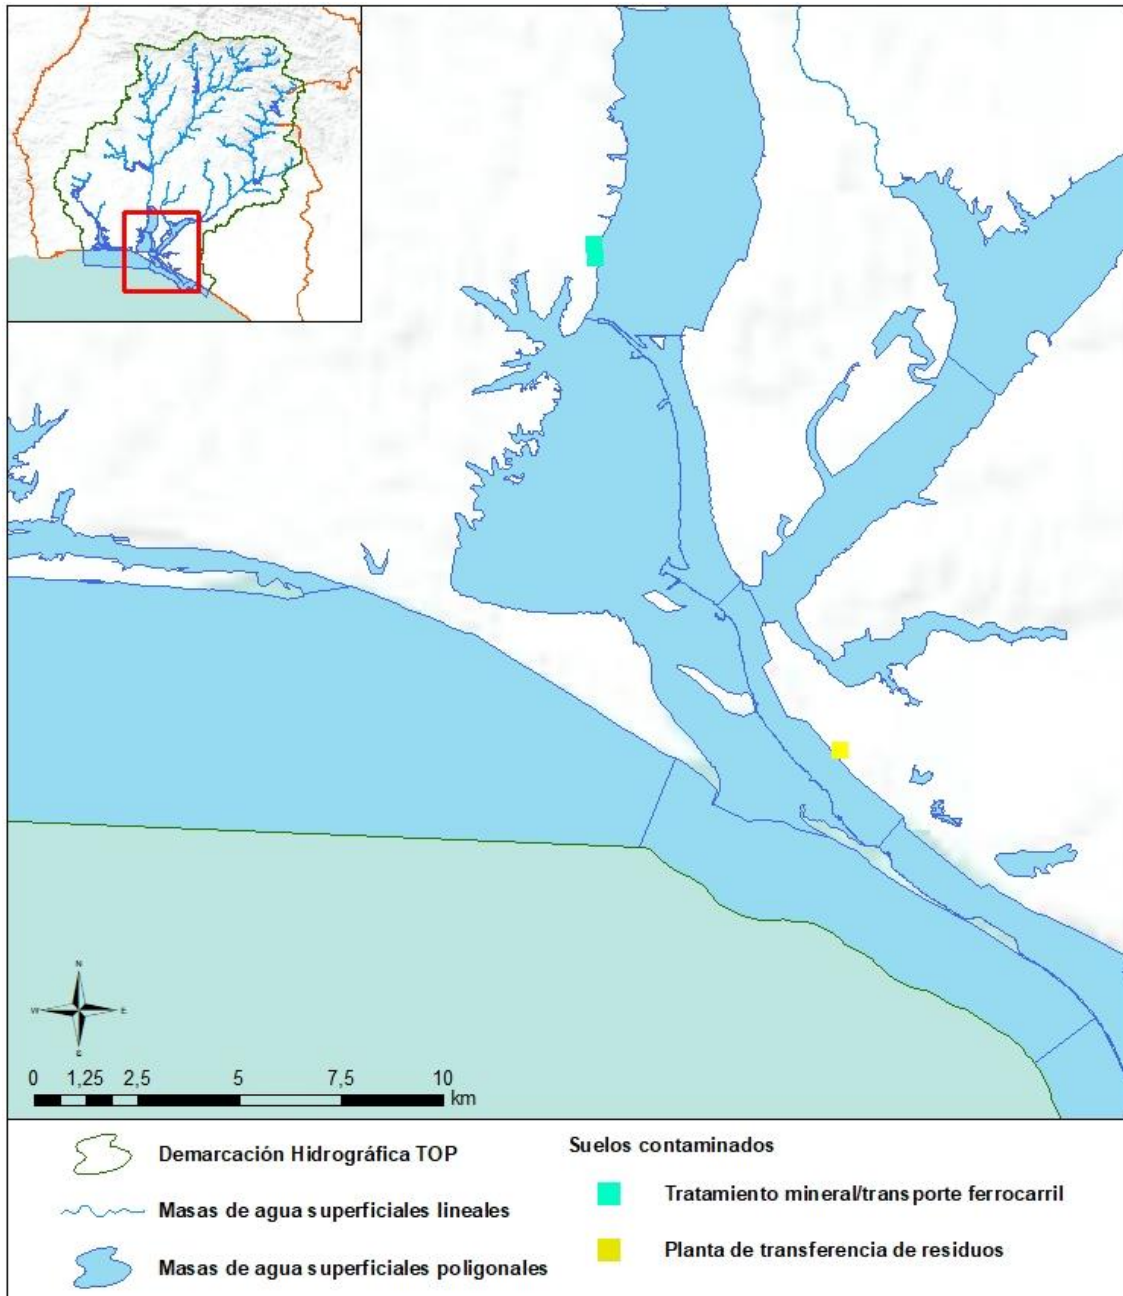 N
W E
S
0 1,25 2,5 5 7,5 10
km
Demarcación Hidrográfica TOP
Masas de agua superficiales lineales
Masas de agua superficiales poligonales
Suelos contaminados
Tratamiento mineral/transporte ferrocarril
Planta de transferencia de residuos